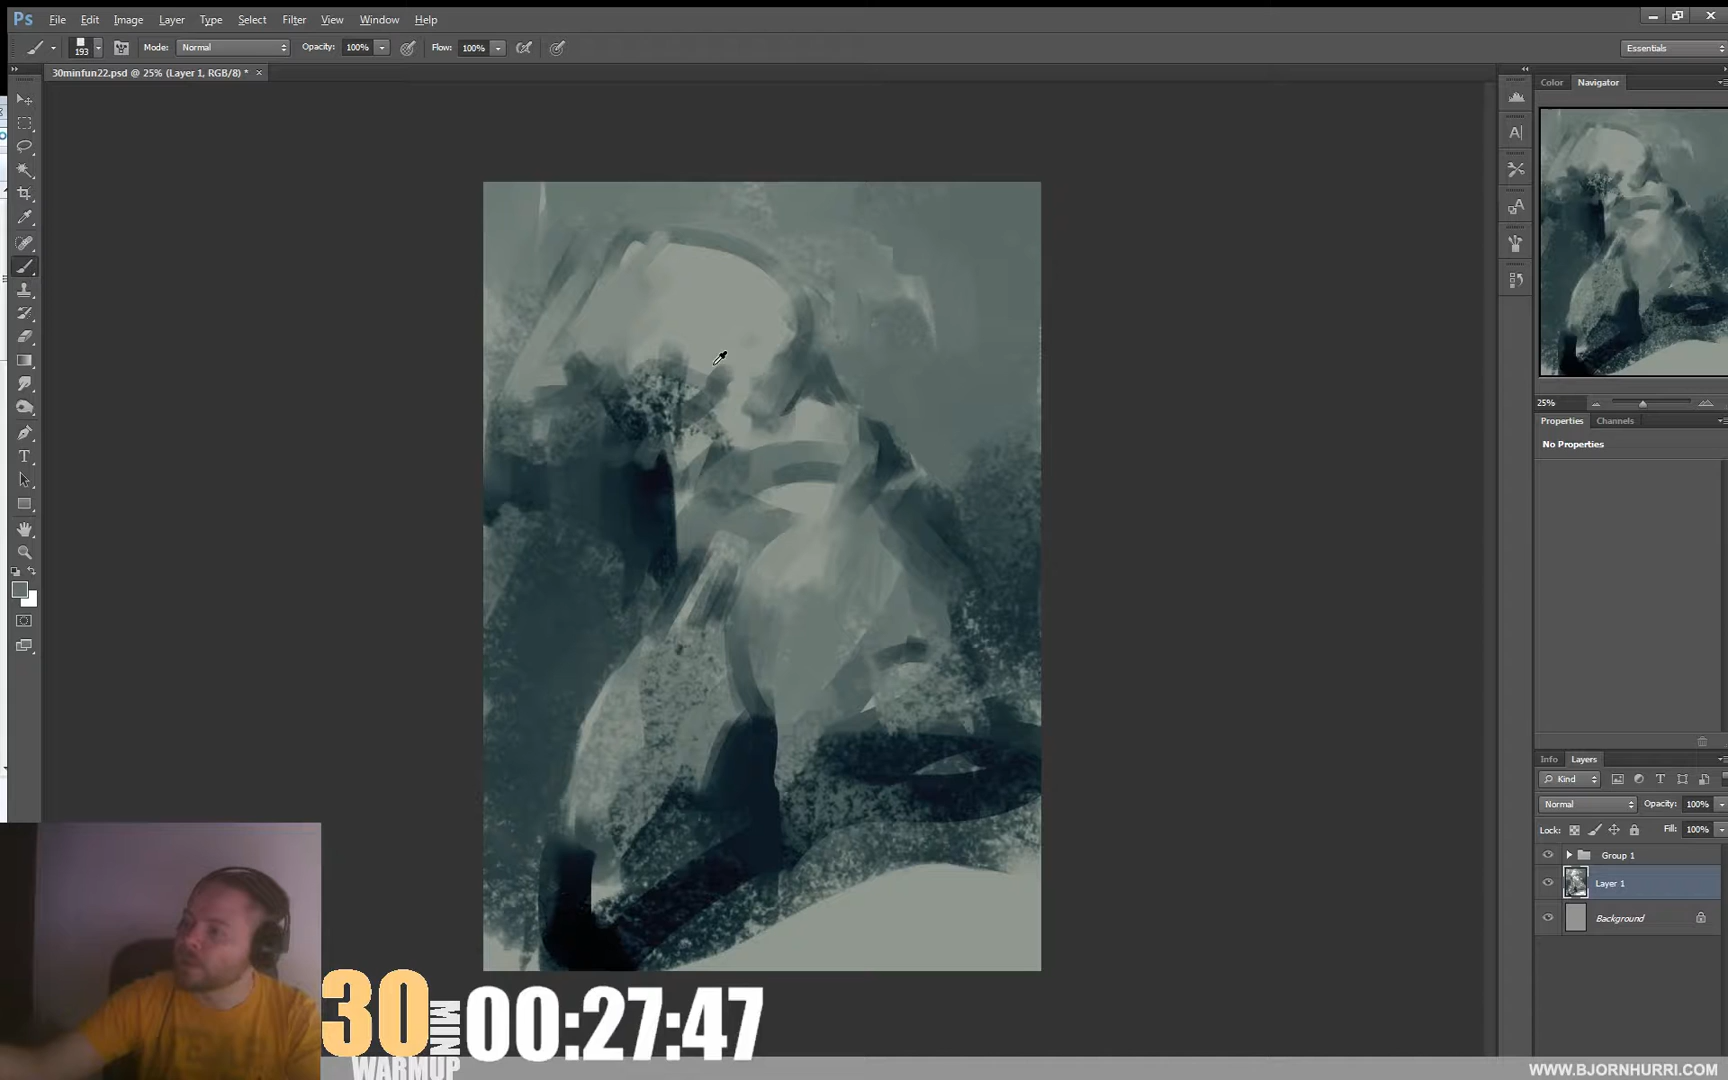 Ps File Edit Image Layer Type Select Filter View Window Help
193 Mode: Normal Opacity: 100% Flow: 100% Essentials
30minfun22.psd @ 25% (Layer 1, RGB/8) * ×
Color Navigator
25%
Properties Channels
No Properties
Info Layers
Kind
Normal Opacity: 100%
Lock: Fill: 100%
Group 1
Layer 1
Background
30 MIN WARMUP 00:27:47
WWW.BJORNHURRI.COM